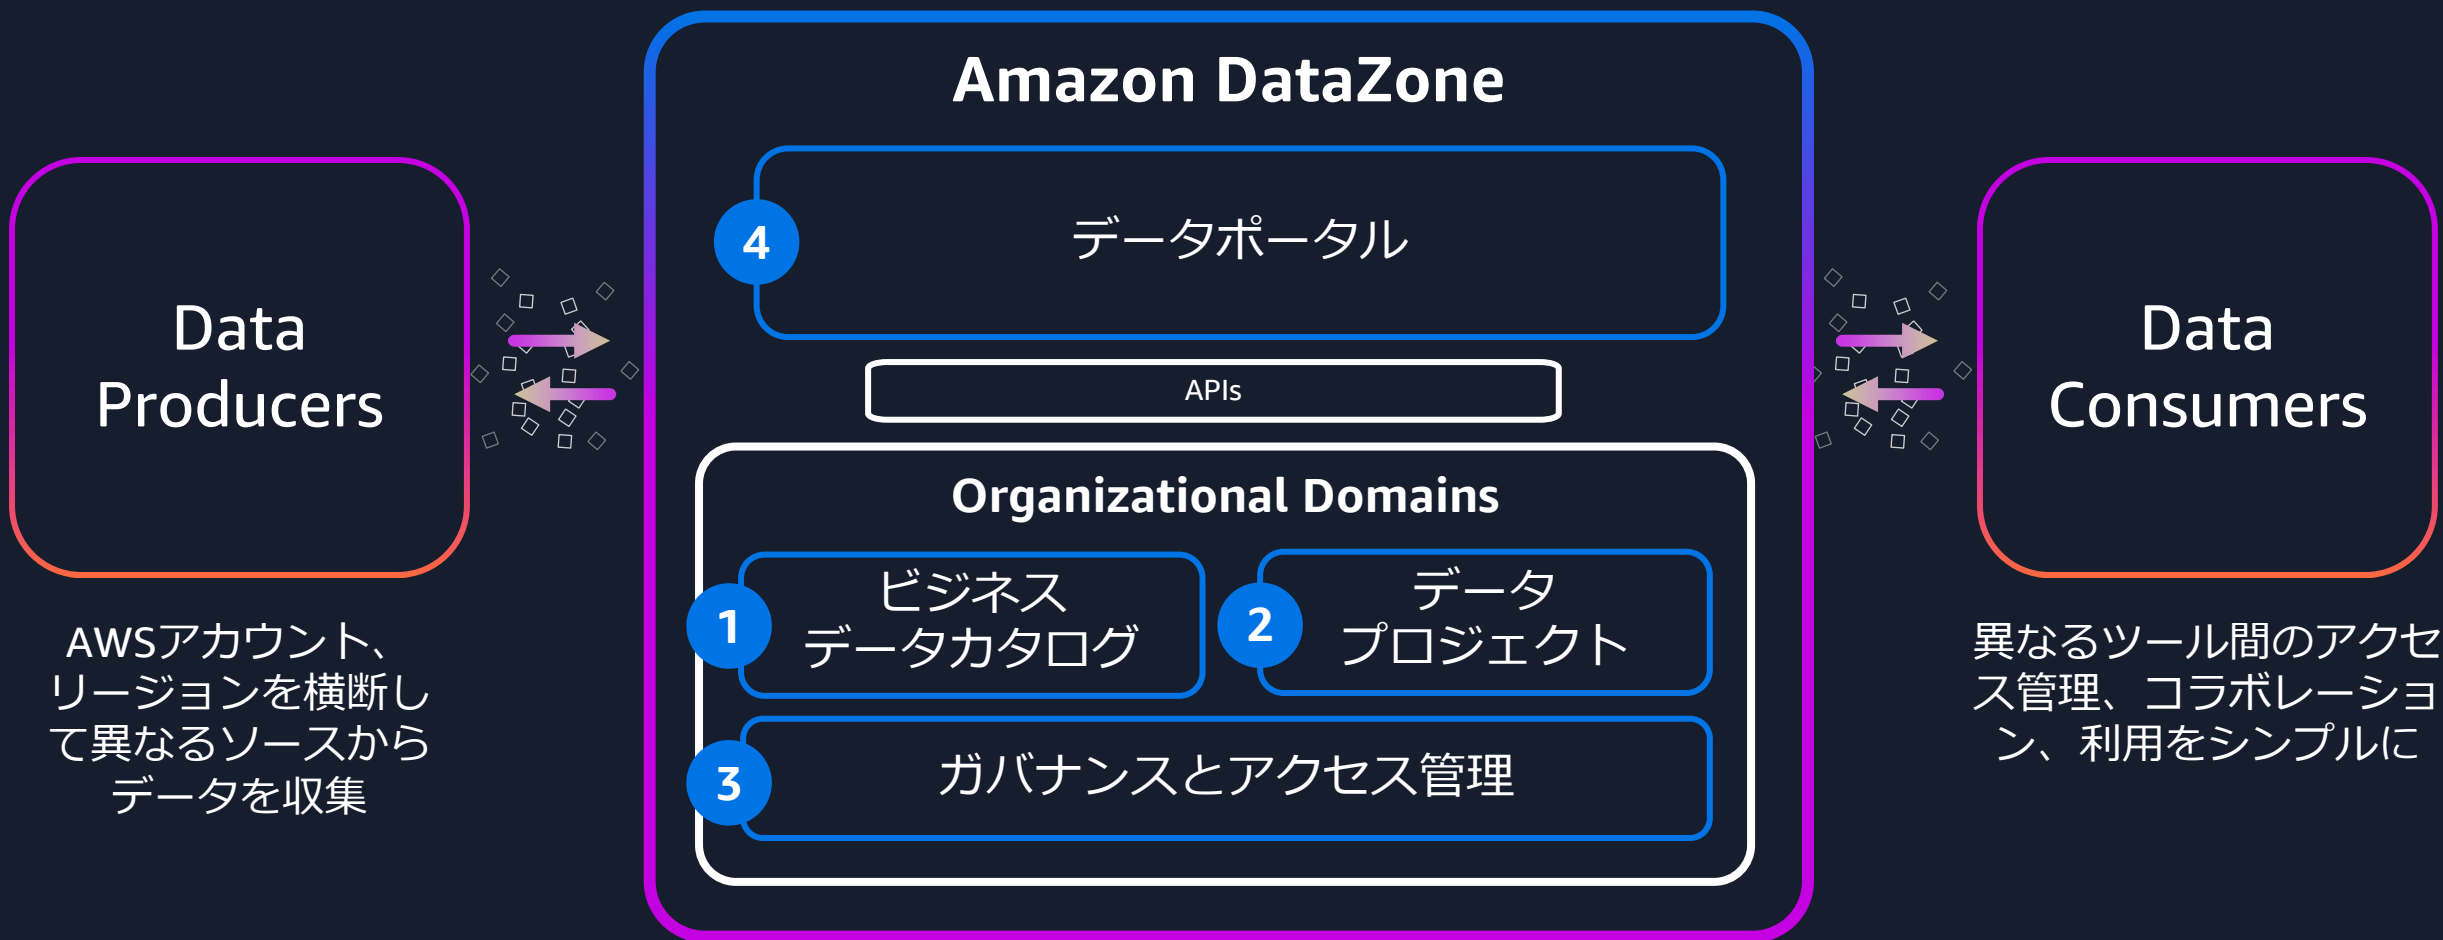 Amazon DataZone
4
データポータル
APIs
Organizational Domains
1
ビジネス
データカタログ
2
データ
プロジェクト
3
ガバナンスとアクセス管理
Data
Producers
AWSアカウント、
リージョンを横断し
て異なるソースから
データを収集
Data
Consumers
異なるツール間のアクセ
ス管理、コラボレーショ
ン、利用をシンプルに